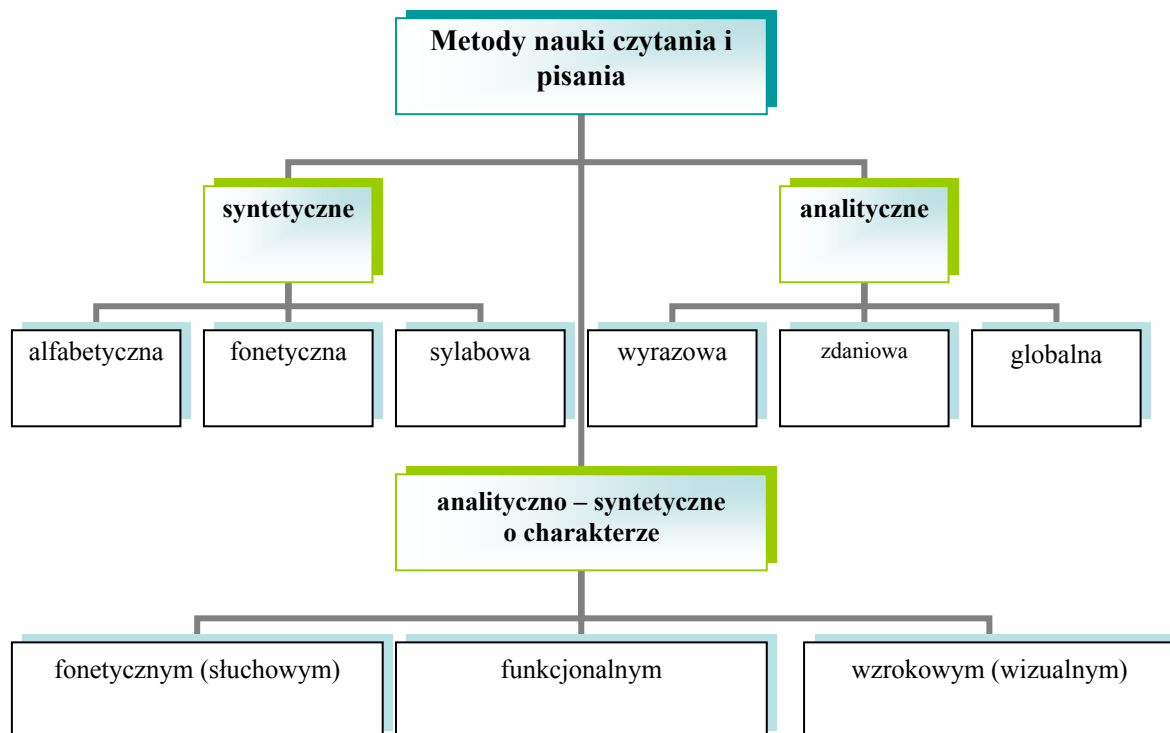 Metody nauki czytania i
pisania
syntetyczne
analityczne
alfabetyczna
fonetyczna
sylabowa
wyrazowa
zdaniowa
globalna
analityczno – syntetyczne
o charakterze
fonetycznym (słuchowym)
funkcjonalnym
wzrokowym (wizualnym)